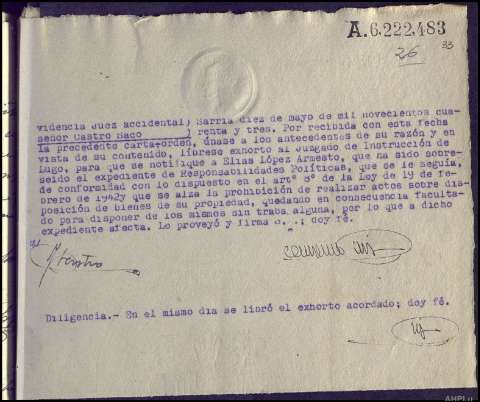 A.6.222.483
26
33
videncia Juez accidental) Sarria diez de mayo de mil novecientos cua-
señor Castro Saco ) renta y tres. Por recibida con esta fecha
la precedente carta-orden, únase a los antecedentes de su razón y en
vista de su contenido, líbrese exhorto al Juzgado de Instrucción de
Lugo, para que se notifique a Elias López Armesto, que ha sido sobre-
seido el expediente de Responsabilidades Políticas, que se le seguía,
de conformidad con lo dispuesto en el artº 8º de la Ley de 19 de fe-
brero de 1942y que se alza la prohibición de realizar actos sobre dis-
posición de bienes de su propiedad, quedando en consecuencia faculta-
do para disponer de los mismos sin traba alguna, por lo que a dicho
expediente afecta. Lo proveyó y firma S.S.; doy fé.
Diligencia.- En el mismo dia se libró el exhorto acordado; doy fé.
AHPLu